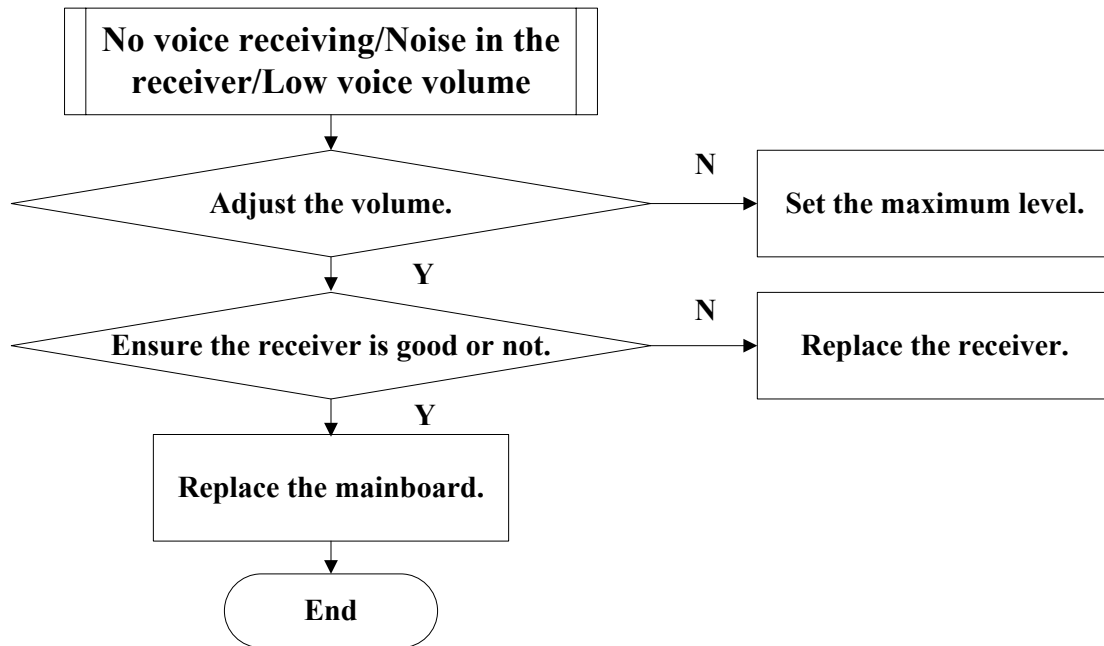 No voice receiving/Noise in the
receiver/Low voice volume
N
Adjust the volume.
Set the maximum level.
Y
N
Ensure the receiver is good or not.
Replace the receiver.
Y
Replace the mainboard.
End